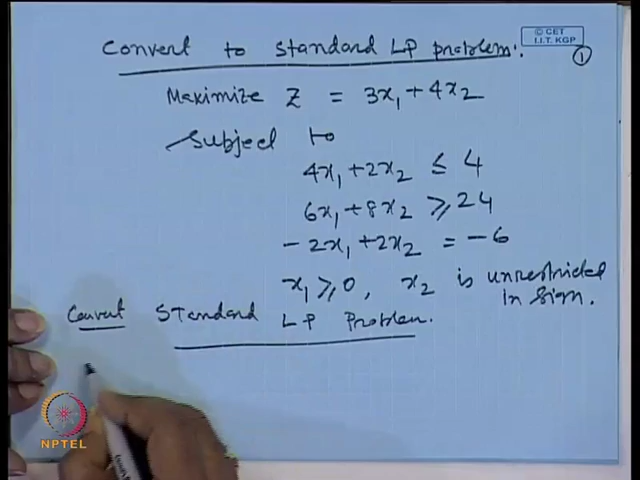 Convert to standard LP problem:
© CET
I.I.T. KGP
1
Maximize Z = 3x₁ + 4x₂
Subject to
4x₁ + 2x₂ ≤ 4
6x₁ + 8x₂ ≥ 24
- 2x₁ + 2x₂ = - 6
x₁ ≥ 0, x₂ is unrestricted
in sign.
Convert Standard LP Problem.
NPTEL